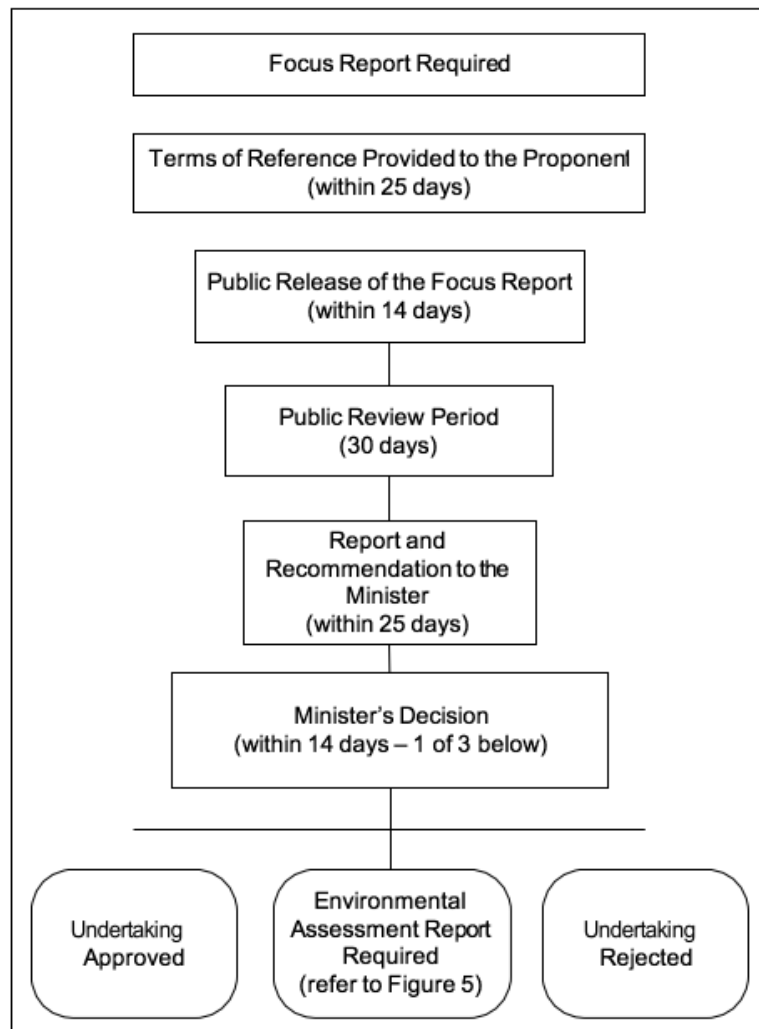 Focus Report Required
Terms of Reference Provided to the Proponent
(within 25 days)
Public Release of the Focus Report
(within 14 days)
Public Review Period
(30 days)
Report and
Recommendation to the
Minister
(within 25 days)
Minister's Decision
(within 14 days – 1 of 3 below)
Undertaking
Approved
Environmental
Assessment Report
Required
(refer to Figure 5)
Undertaking
Rejected